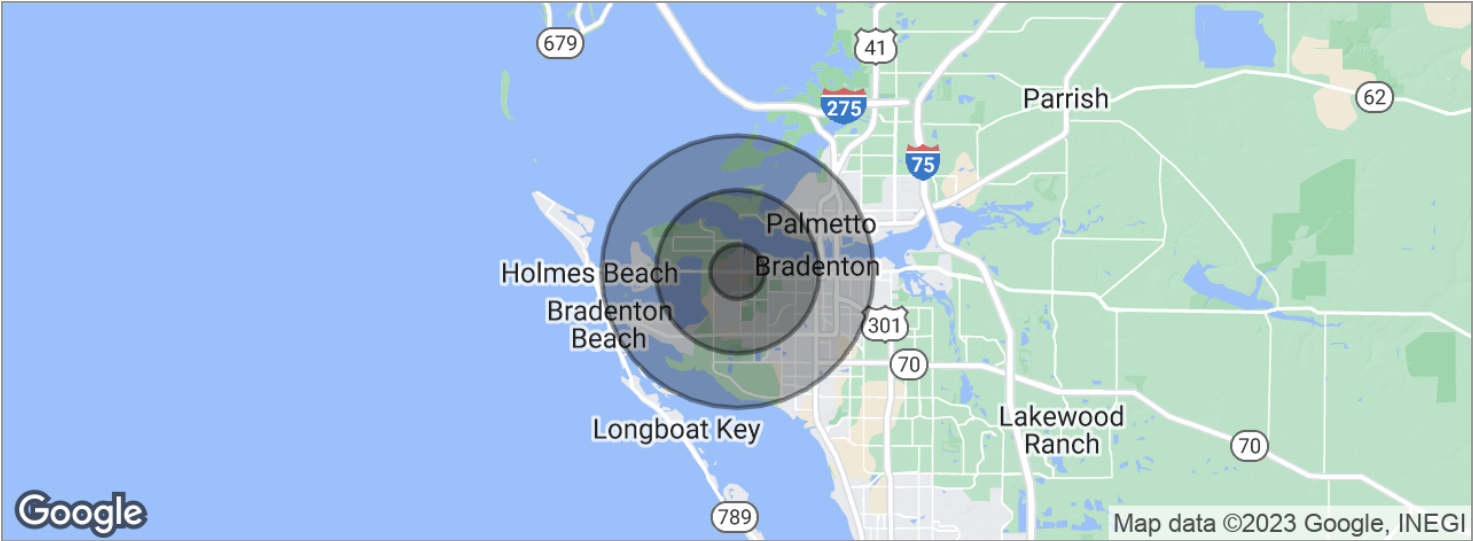 679
41
275
Parrish
62
75
Palmetto
Bradenton
Holmes Beach
Bradenton
Beach
301
70
Lakewood
Ranch
Longboat Key
70
789
Google
Map data ©2023 Google, INEGI